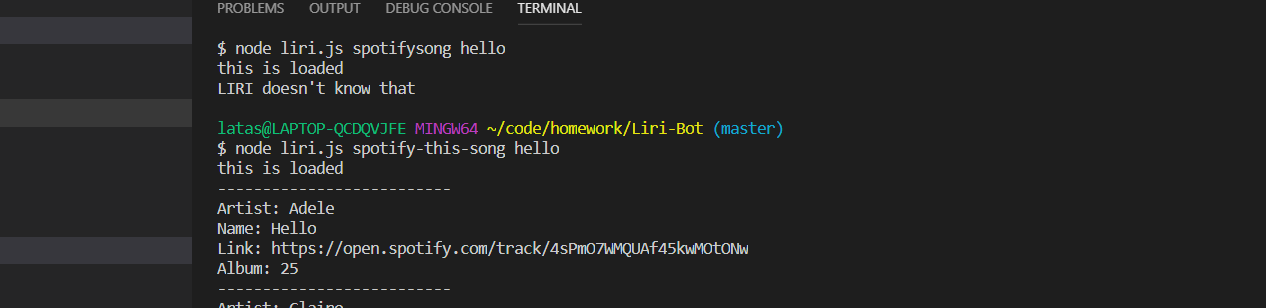 PROBLEMS OUTPUT DEBUG CONSOLE TERMINAL
$ node liri.js spotifysong hello
this is loaded
LIRI doesn't know that
latas@LAPTOP-QCDQVJFE MINGW64 ~/code/homework/Liri-Bot (master)
$ node liri.js spotify-this-song hello
this is loaded
--------------------------
Artist: Adele
Name: Hello
Link: https://open.spotify.com/track/4sPmO7WMQUAf45kwMOtONw
Album: 25
--------------------------
Artist: Claire